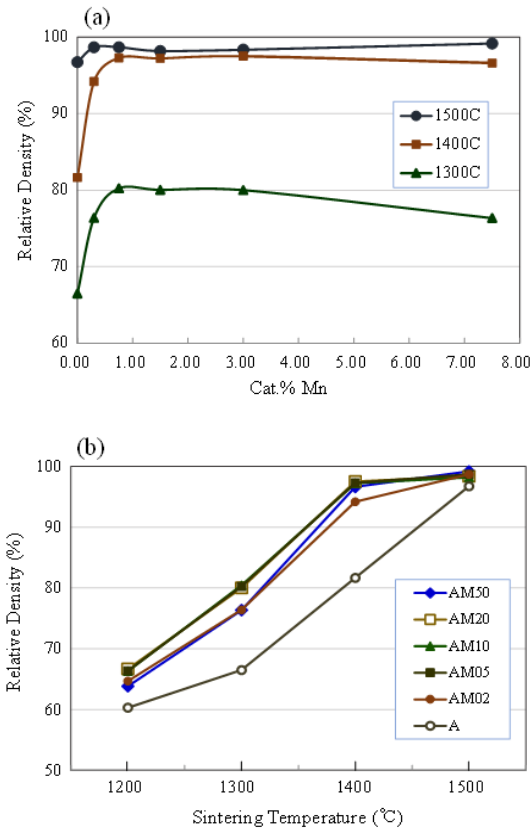 (a)
100
90
80
70
60
Relative Density (%)
1500C
1400C
1300C
0.00 1.00 2.00 3.00 4.00 5.00 6.00 7.00 8.00
Cat.% Mn
(b)
100
90
80
70
60
50
Relative Density (%)
AM50
AM20
AM10
AM05
AM02
A
1200 1300 1400 1500
Sintering Temperature (℃)